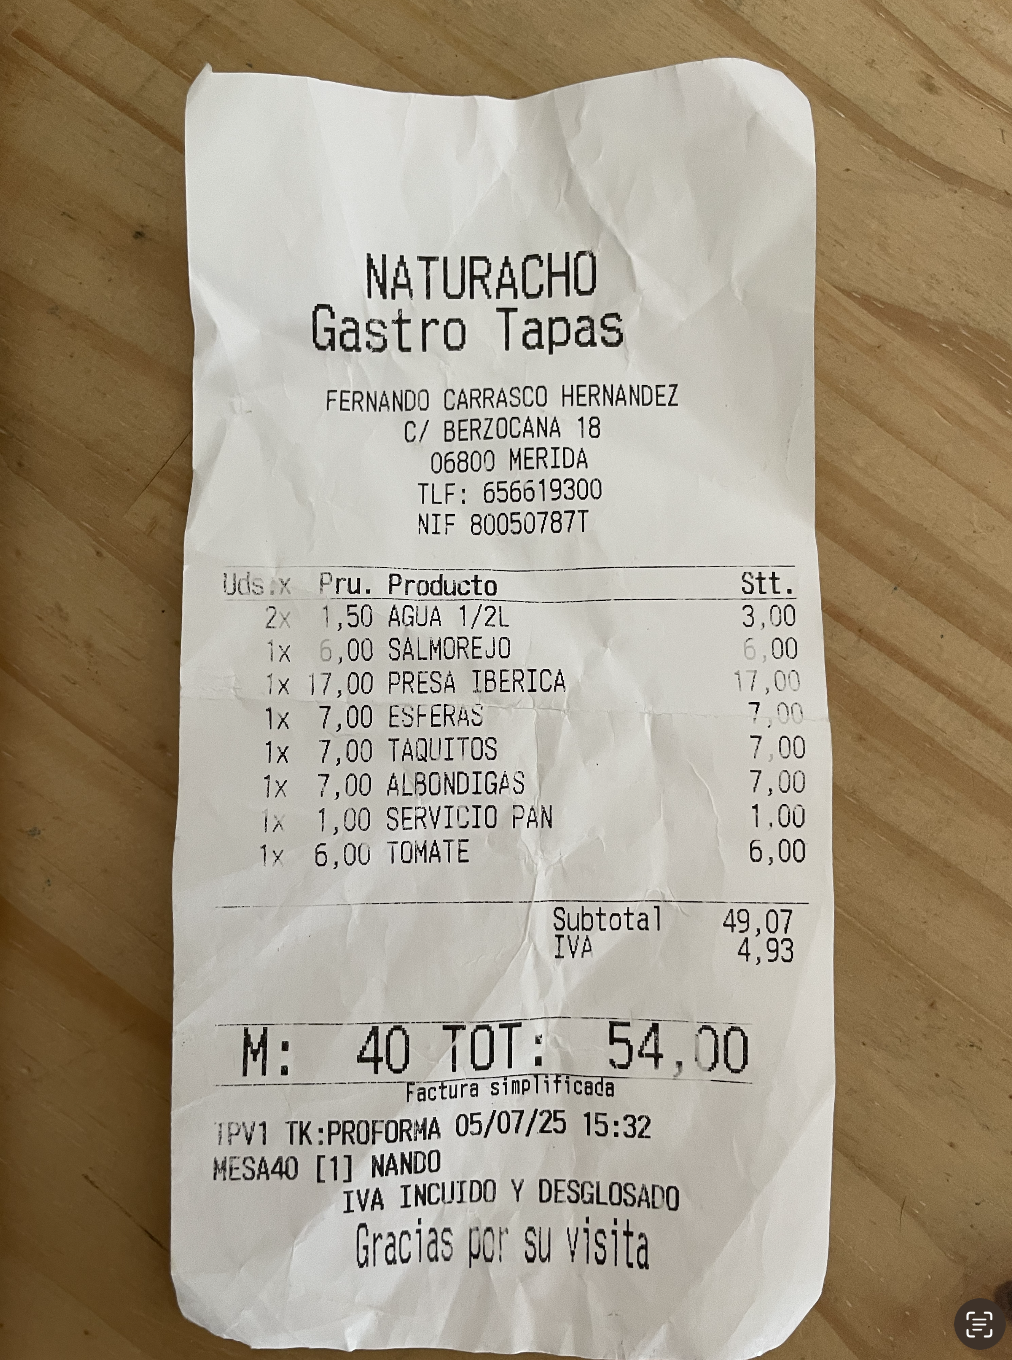 NATURACHO
Gastro Tapas
FERNANDO CARRASCO HERNANDEZ
C/ BERZOCANA 18
06800 MERIDA
TLF: 656619300
NIF 80050787T
Uds.x Pru. Producto Stt.
2x 1,50 AGUA 1/2L 3,00
1x 6,00 SALMOREJO 6,00
1x 17,00 PRESA IBERICA 17,00
1x 7,00 ESFERAS 7,00
1x 7,00 TAQUITOS 7,00
1x 7,00 ALBONDIGAS 7,00
1x 1,00 SERVICIO PAN 1,00
1x 6,00 TOMATE 6,00
Subtotal 49,07
IVA 4,93
M: 40 TOT: 54,00
Factura simplificada
TPV1 TK:PROFORMA 05/07/25 15:32
MESA40 [1] NANDO
IVA INCUIDO Y DESGLOSADO
Gracias por su visita